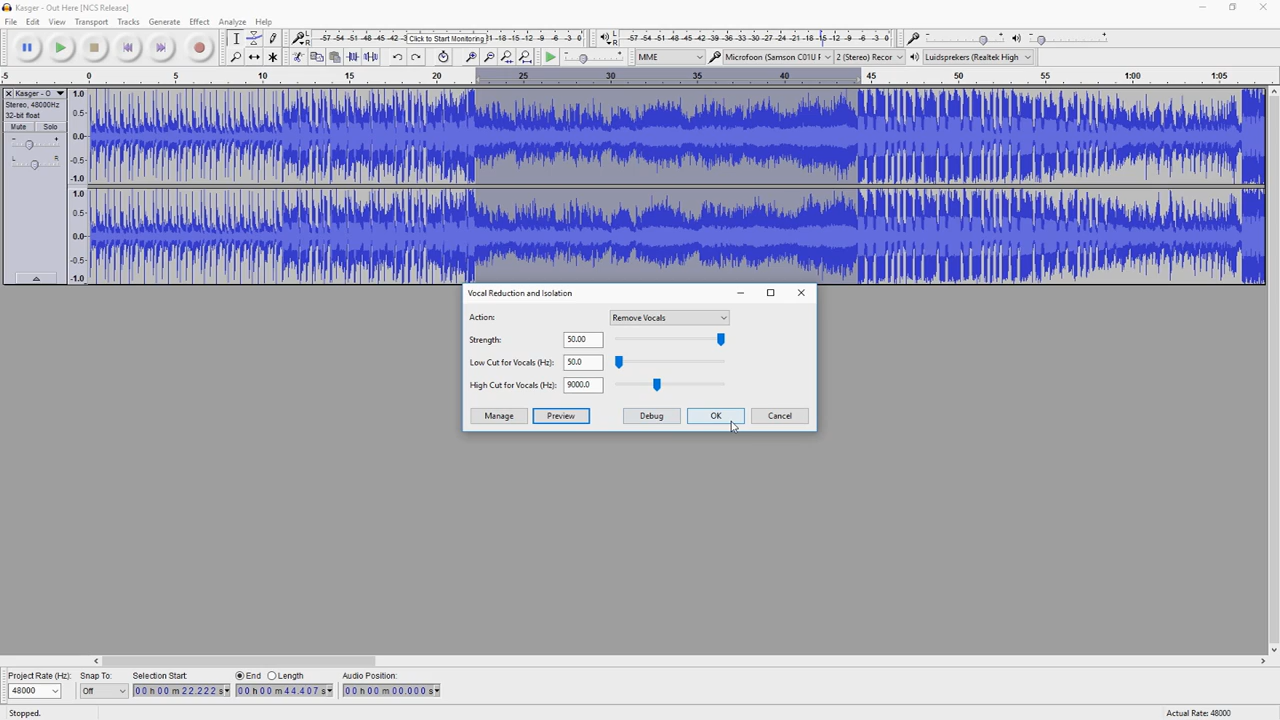 Kasger - Out Here [NCS Release]
File Edit View Transport Tracks Generate Effect Analyze Help
-57 -54 -51 -48 -45 -42 -3 Click to Start Monitoring -18 -15 -12 -9 -6 -3 0
-57 -54 -51 -48 -45 -42 -39 -36 -33 -30 -27 -24 -21 -18 -15 -12 -9 -6 -3 0
MME Microfoon (Samson C01U F 2 (Stereo) Recor Luidsprekers (Realtek High
-5 0 5 10 15 20 25 30 35 40 45 50 55 1:00 1:05
Kasger - O
Stereo, 48000Hz
32-bit float
Mute Solo
L R
1.0
0.5
0.0
-0.5
-1.0
1.0
0.5
0.0
-0.5
-1.0
Vocal Reduction and Isolation
Action: Remove Vocals
Strength: 50.00
Low Cut for Vocals (Hz): 50.0
High Cut for Vocals (Hz): 9000.0
Manage Preview Debug OK Cancel
Project Rate (Hz): Snap To: Selection Start: End Length Audio Position:
48000 Off 00 h 00 m 22.222 s 00 h 00 m 44.407 s 00 h 00 m 00.000 s
Stopped. Actual Rate: 48000